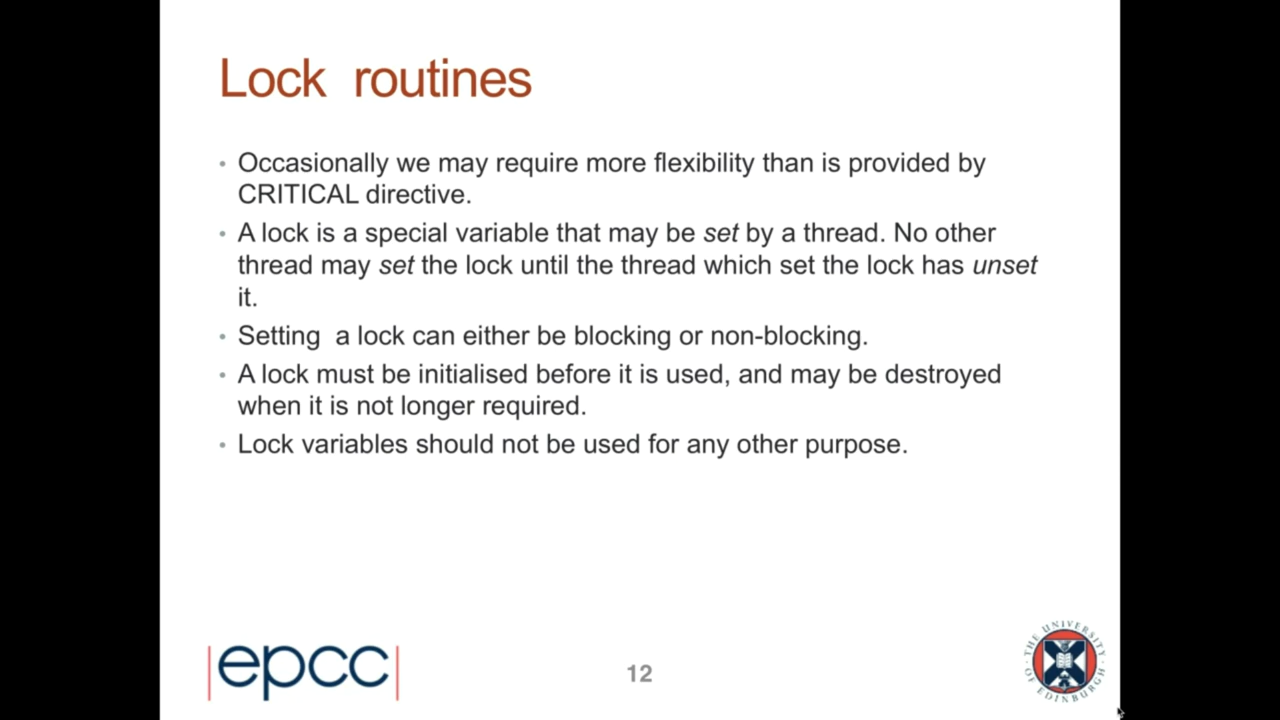 Lock routines
• Occasionally we may require more flexibility than is provided by
CRITICAL directive.
• A lock is a special variable that may be set by a thread. No other
thread may set the lock until the thread which set the lock has unset
it.
• Setting a lock can either be blocking or non-blocking.
• A lock must be initialised before it is used, and may be destroyed
when it is not longer required.
• Lock variables should not be used for any other purpose.
|epcc|
12
THE UNIVERSITY
OF EDINBURGH